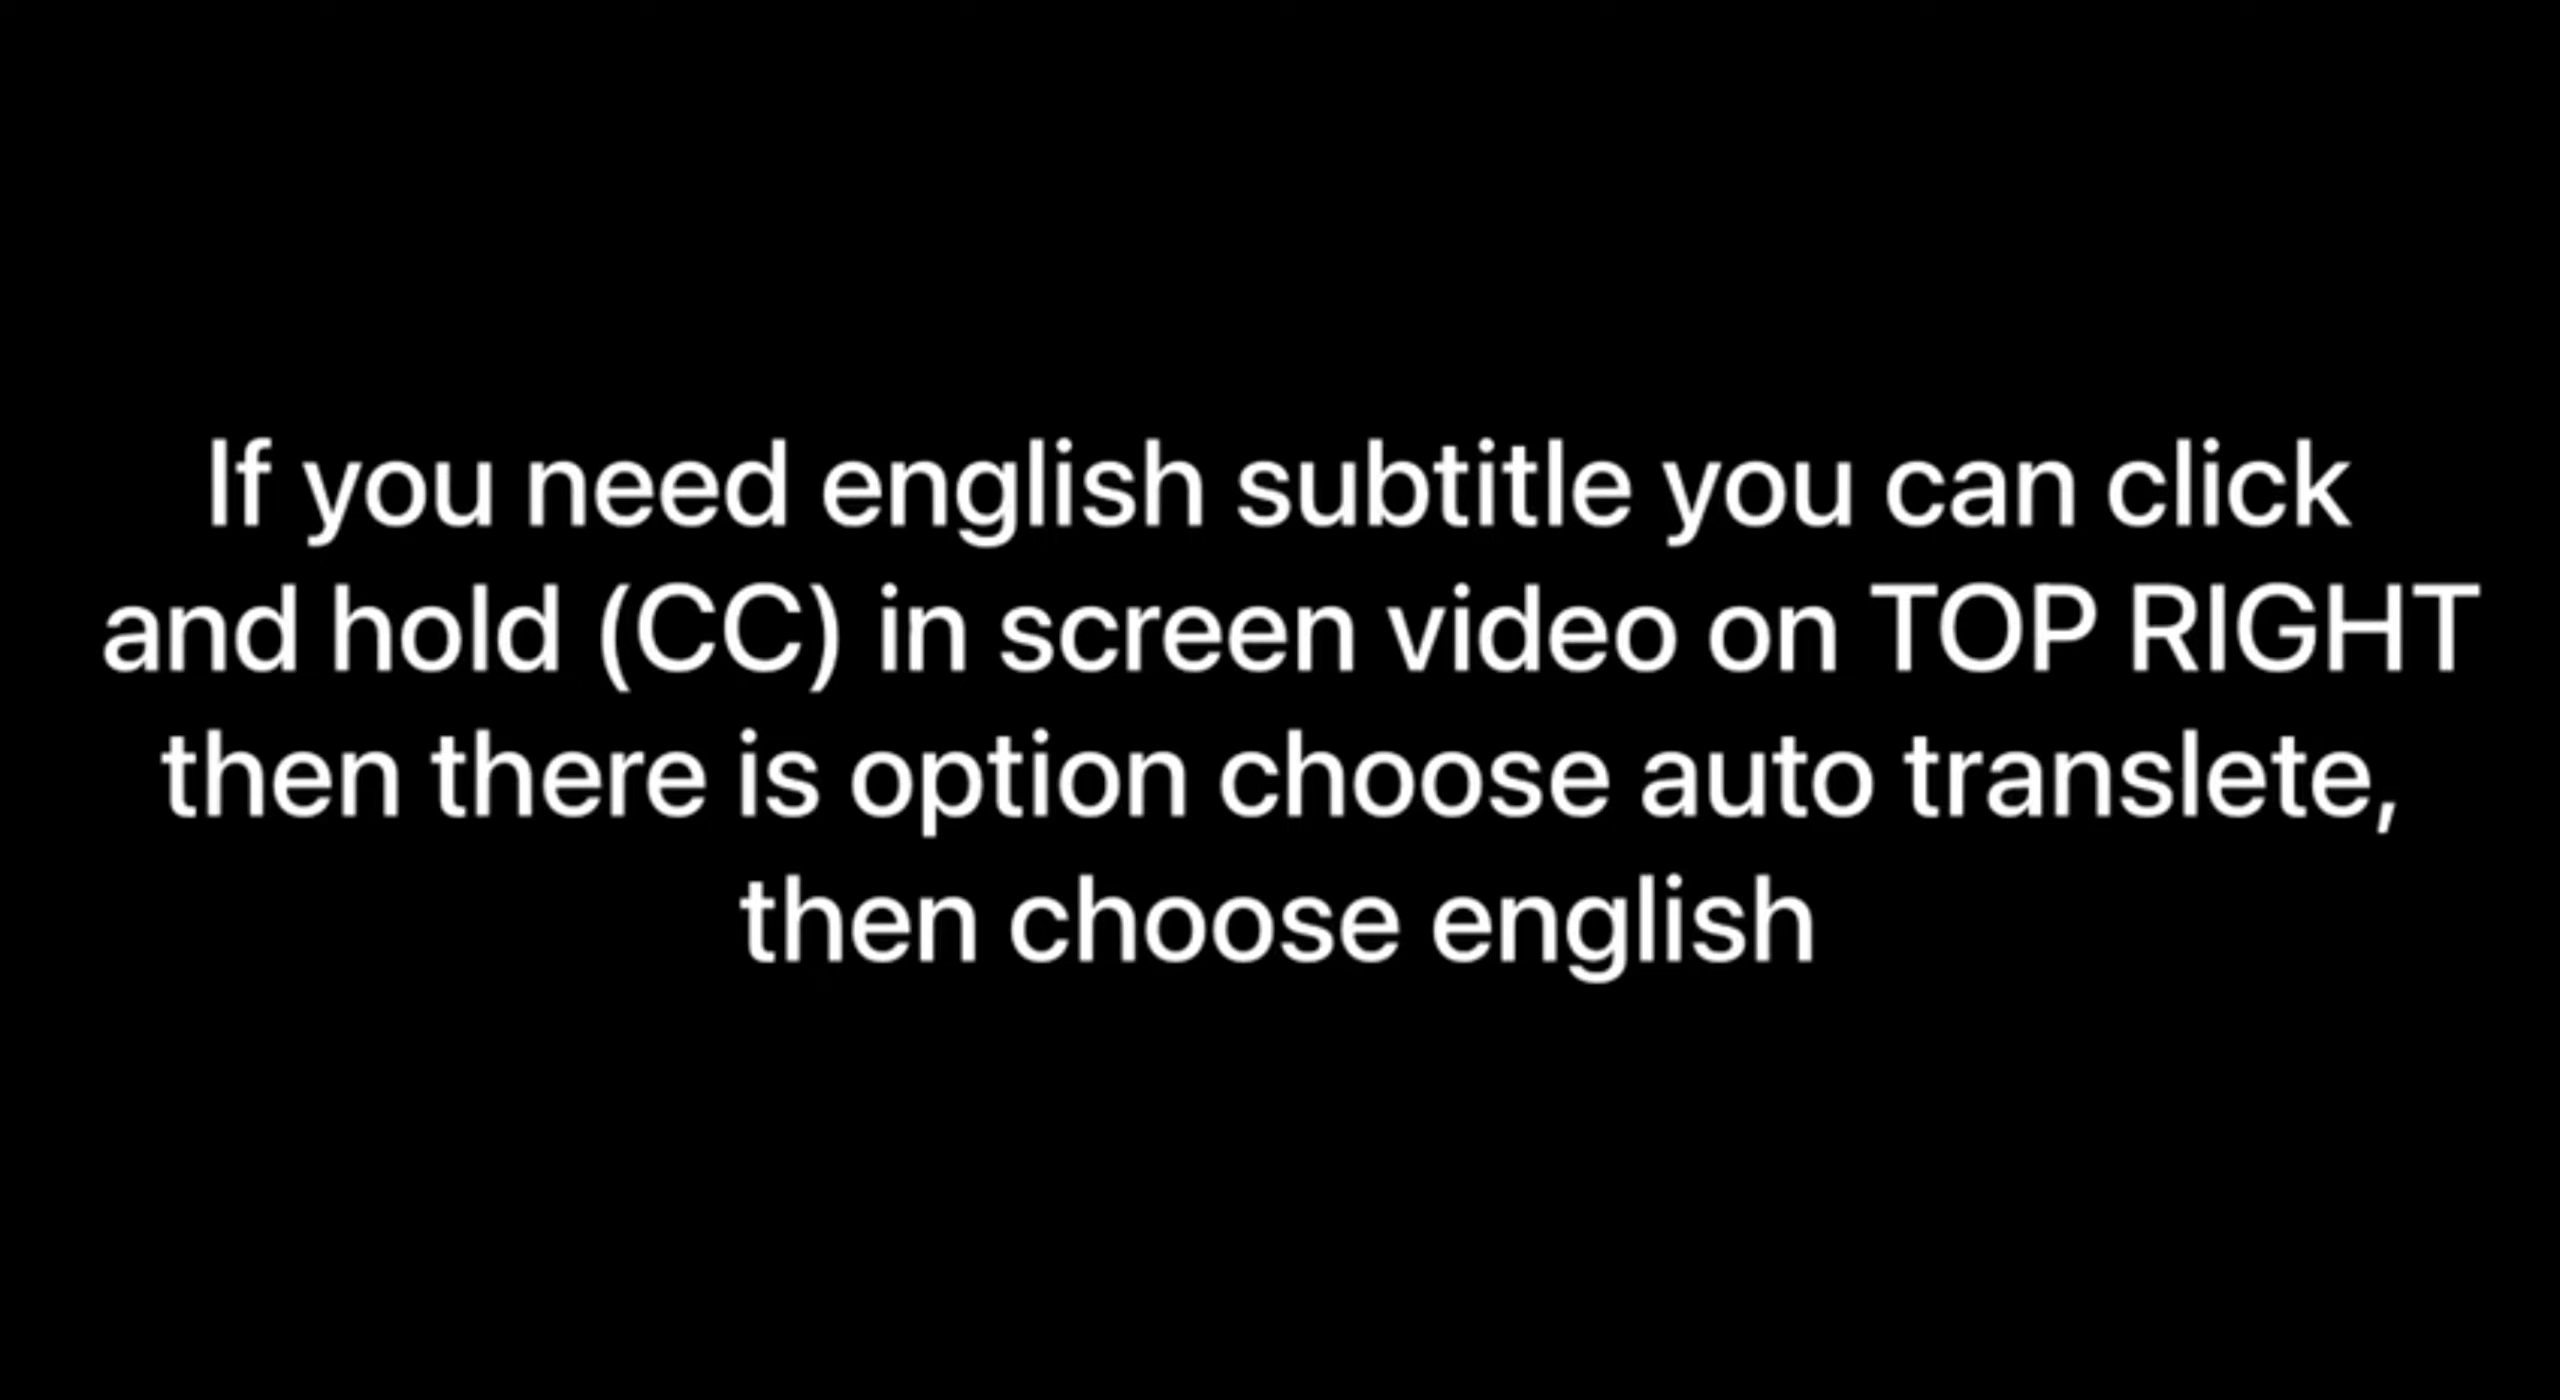 If you need english subtitle you can click
and hold (CC) in screen video on TOP RIGHT
then there is option choose auto translete,
then choose english